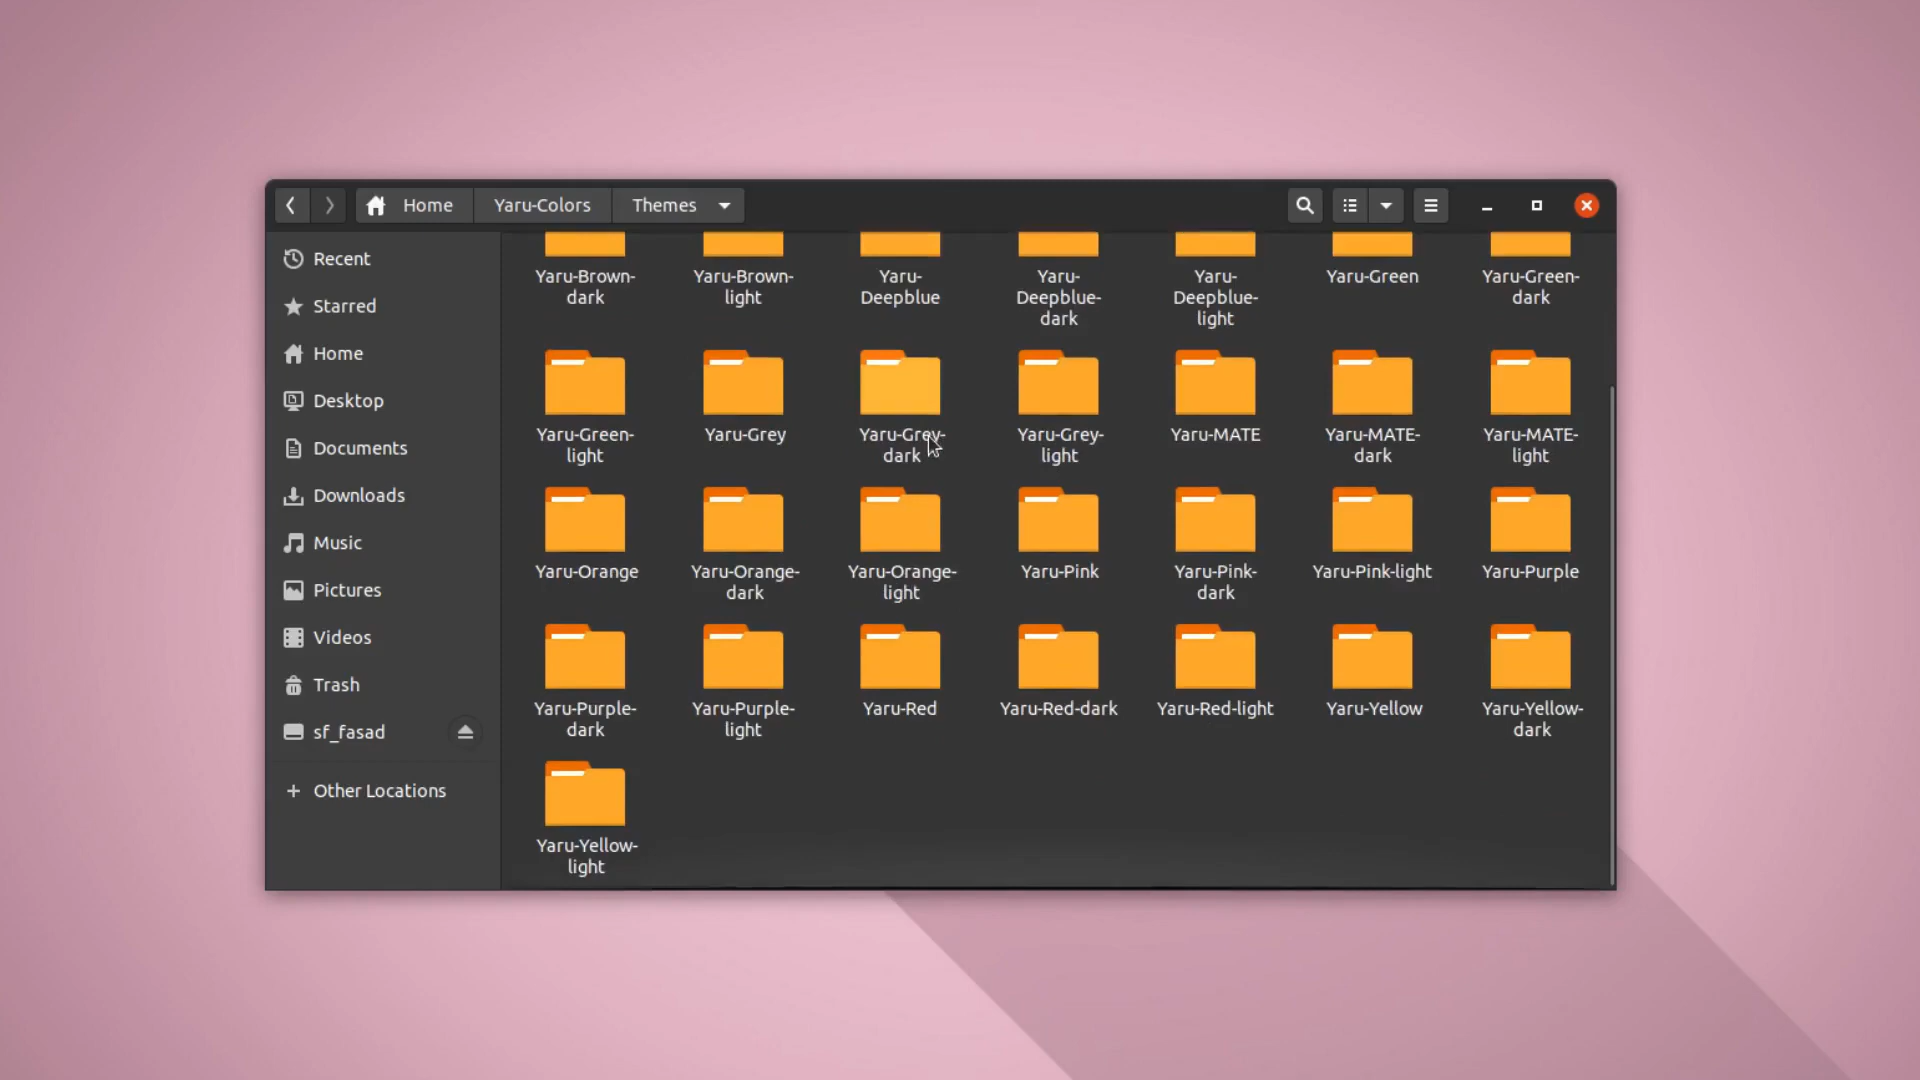 Home
Yaru-Colors
Themes
Recent
Starred
Home
Desktop
Documents
Downloads
Music
Pictures
Videos
Trash
sf_fasad
Other Locations
Yaru-Brown-
dark
Yaru-Brown-
light
Yaru-
Deepblue
Yaru-
Deepblue-
dark
Yaru-
Deepblue-
light
Yaru-Green
Yaru-Green-
dark
Yaru-Green-
light
Yaru-Grey
Yaru-Grey-
dark
Yaru-Grey-
light
Yaru-MATE
Yaru-MATE-
dark
Yaru-MATE-
light
Yaru-Orange
Yaru-Orange-
dark
Yaru-Orange-
light
Yaru-Pink
Yaru-Pink-
dark
Yaru-Pink-light
Yaru-Purple
Yaru-Purple-
dark
Yaru-Purple-
light
Yaru-Red
Yaru-Red-dark
Yaru-Red-light
Yaru-Yellow
Yaru-Yellow-
dark
Yaru-Yellow-
light